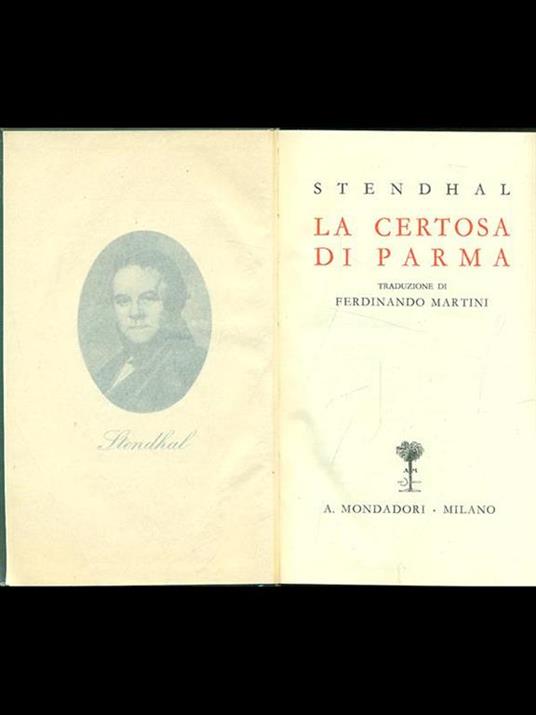 Stendhal
STENDHAL
LA CERTOSA
DI PARMA
TRADUZIONE DI
FERDINANDO MARTINI
A. MONDADORI · MILANO